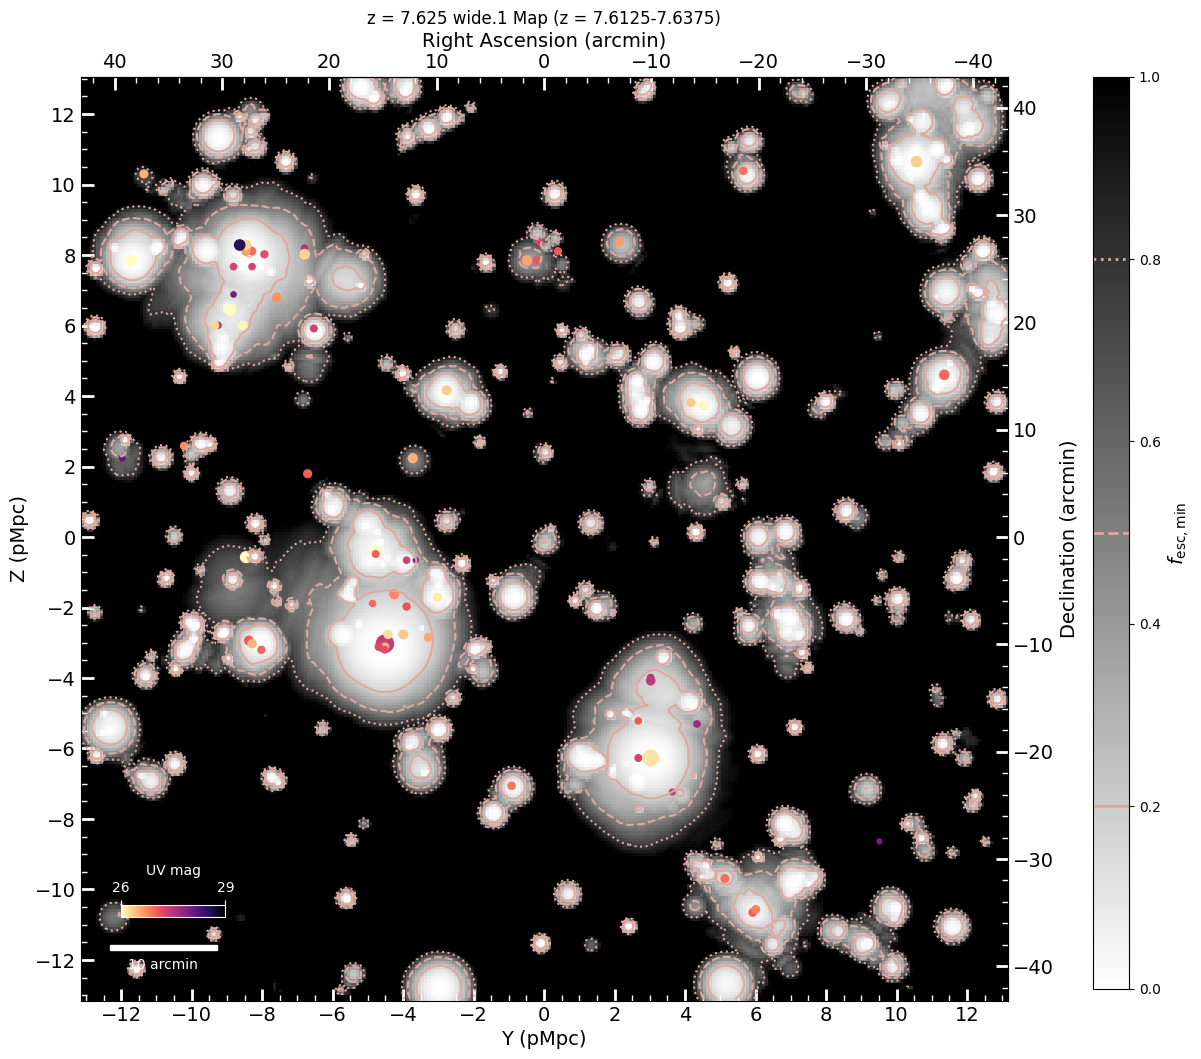 z = 7.625 wide.1 Map (z = 7.6125-7.6375)
Right Ascension (arcmin)
40 30 20 10 0 −10 −20 −30 −40
12
10
8
6
4
2
0
−2
−4
−6
−8
−10
−12
Z (pMpc)
40
30
20
10
0
−10
−20
−30
−40
Declination (arcmin)
1.0
0.8
0.6
0.4
0.2
0.0
f_esc,min
UV mag
26 29
10 arcmin
−12 −10 −8 −6 −4 −2 0 2 4 6 8 10 12
Y (pMpc)